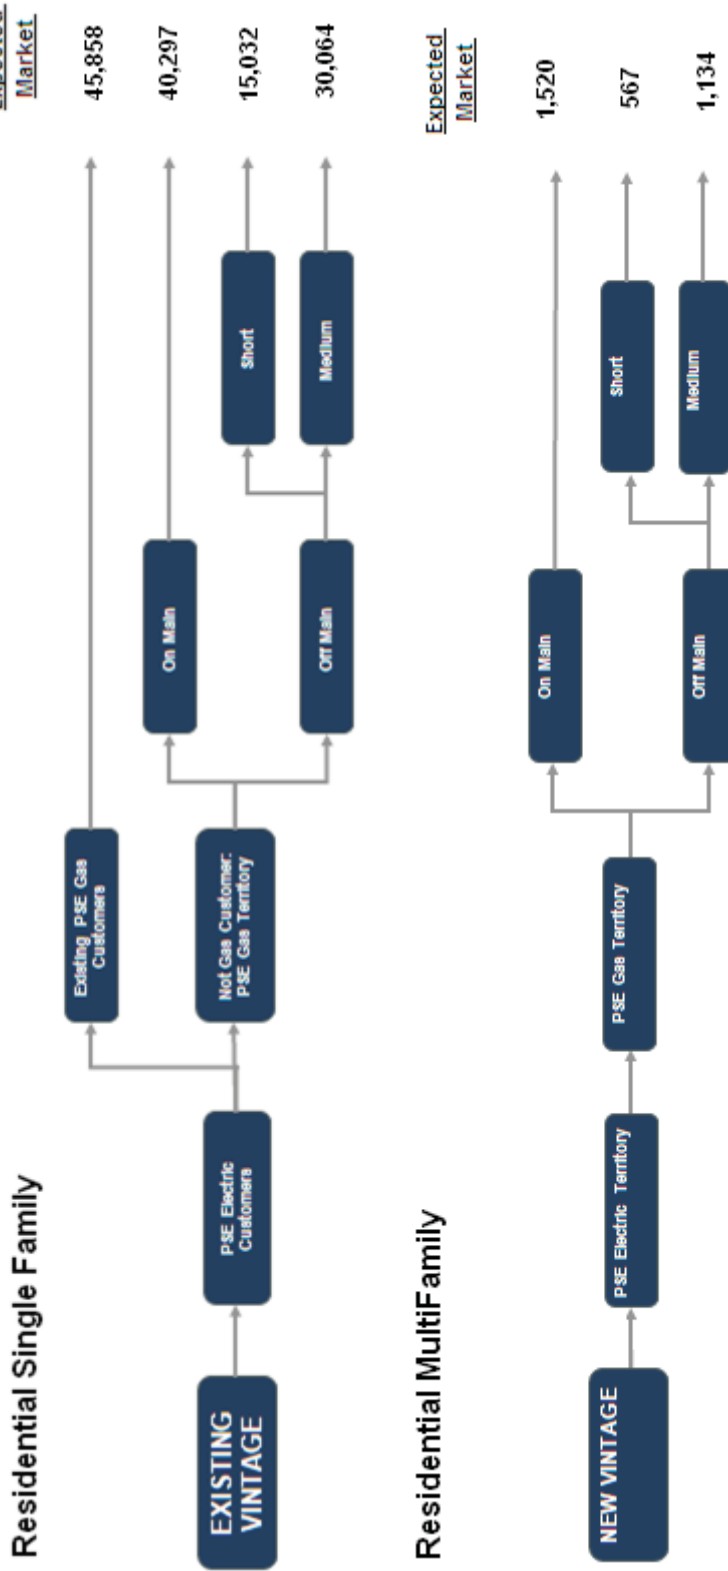 Residential Single Family
Market
EXISTING
VINTAGE
PSE Electric
Customers
Existing PSE Gas
Customers
45,858
Not Gas Customer:
PSE Gas Territory
On Main
40,297
Off Main
Short
15,032
Medium
30,064
Residential MultiFamily
Expected
Market
NEW VINTAGE
PSE Electric Territory
PSE Gas Territory
On Main
1,520
Off Main
Short
567
Medium
1,134